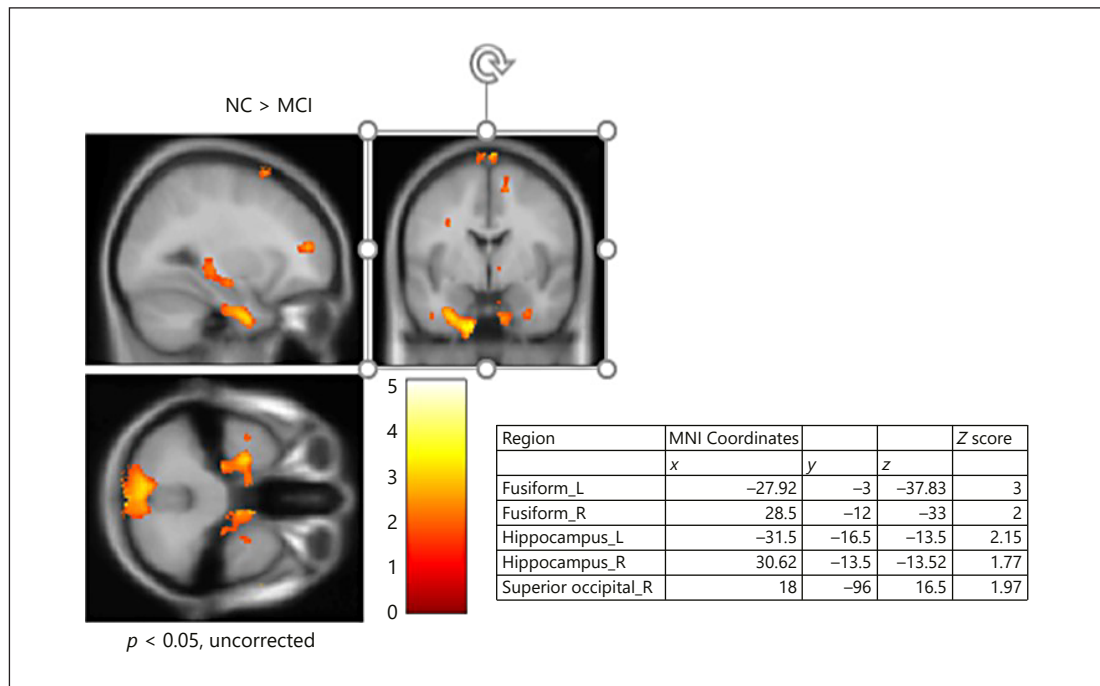 NC > MCI
5
4
3
2
1
0
p < 0.05, uncorrected
Region MNI Coordinates Z score
x y z
Fusiform_L –27.92 –3 –37.83 3
Fusiform_R 28.5 –12 –33 2
Hippocampus_L –31.5 –16.5 –13.5 2.15
Hippocampus_R 30.62 –13.5 –13.52 1.77
Superior occipital_R 18 –96 16.5 1.97